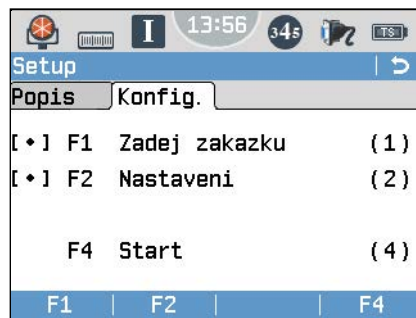 I 13:56 345 TS
Setup
Popis Konfig.
[•] F1 Zadej zakazku (1)
[•] F2 Nastaveni (2)
F4 Start (4)
F1 F2 F4